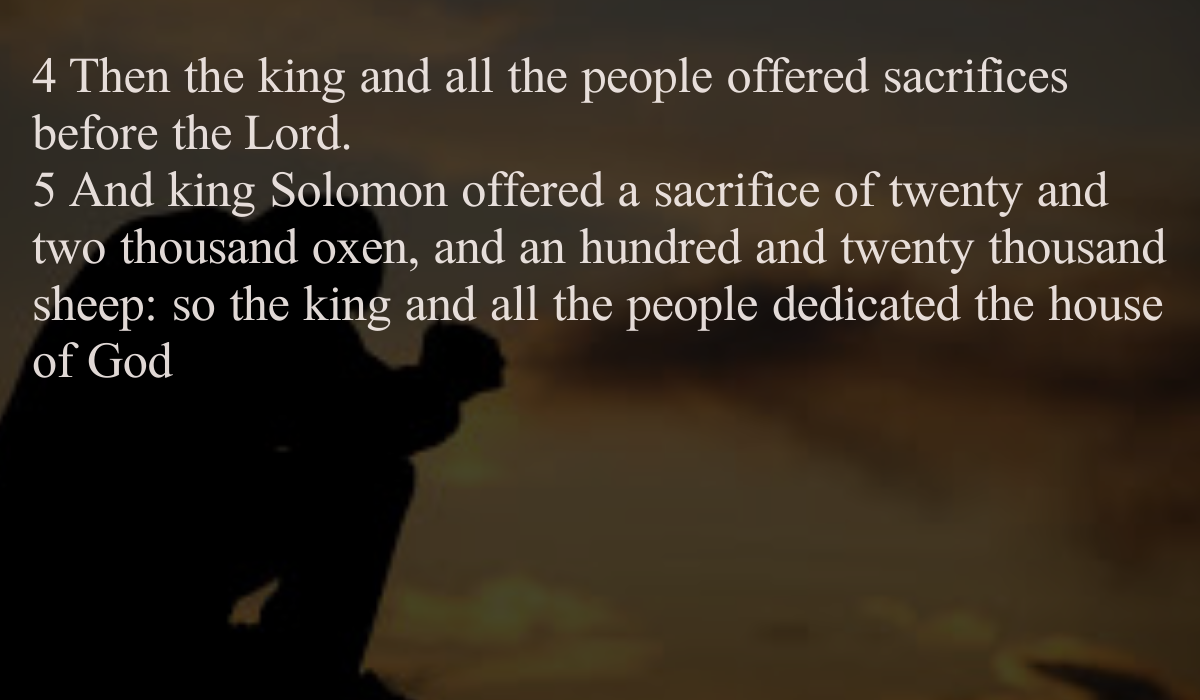 4 Then the king and all the people offered sacrifices
before the Lord.
5 And king Solomon offered a sacrifice of twenty and
two thousand oxen, and an hundred and twenty thousand
sheep: so the king and all the people dedicated the house
of God